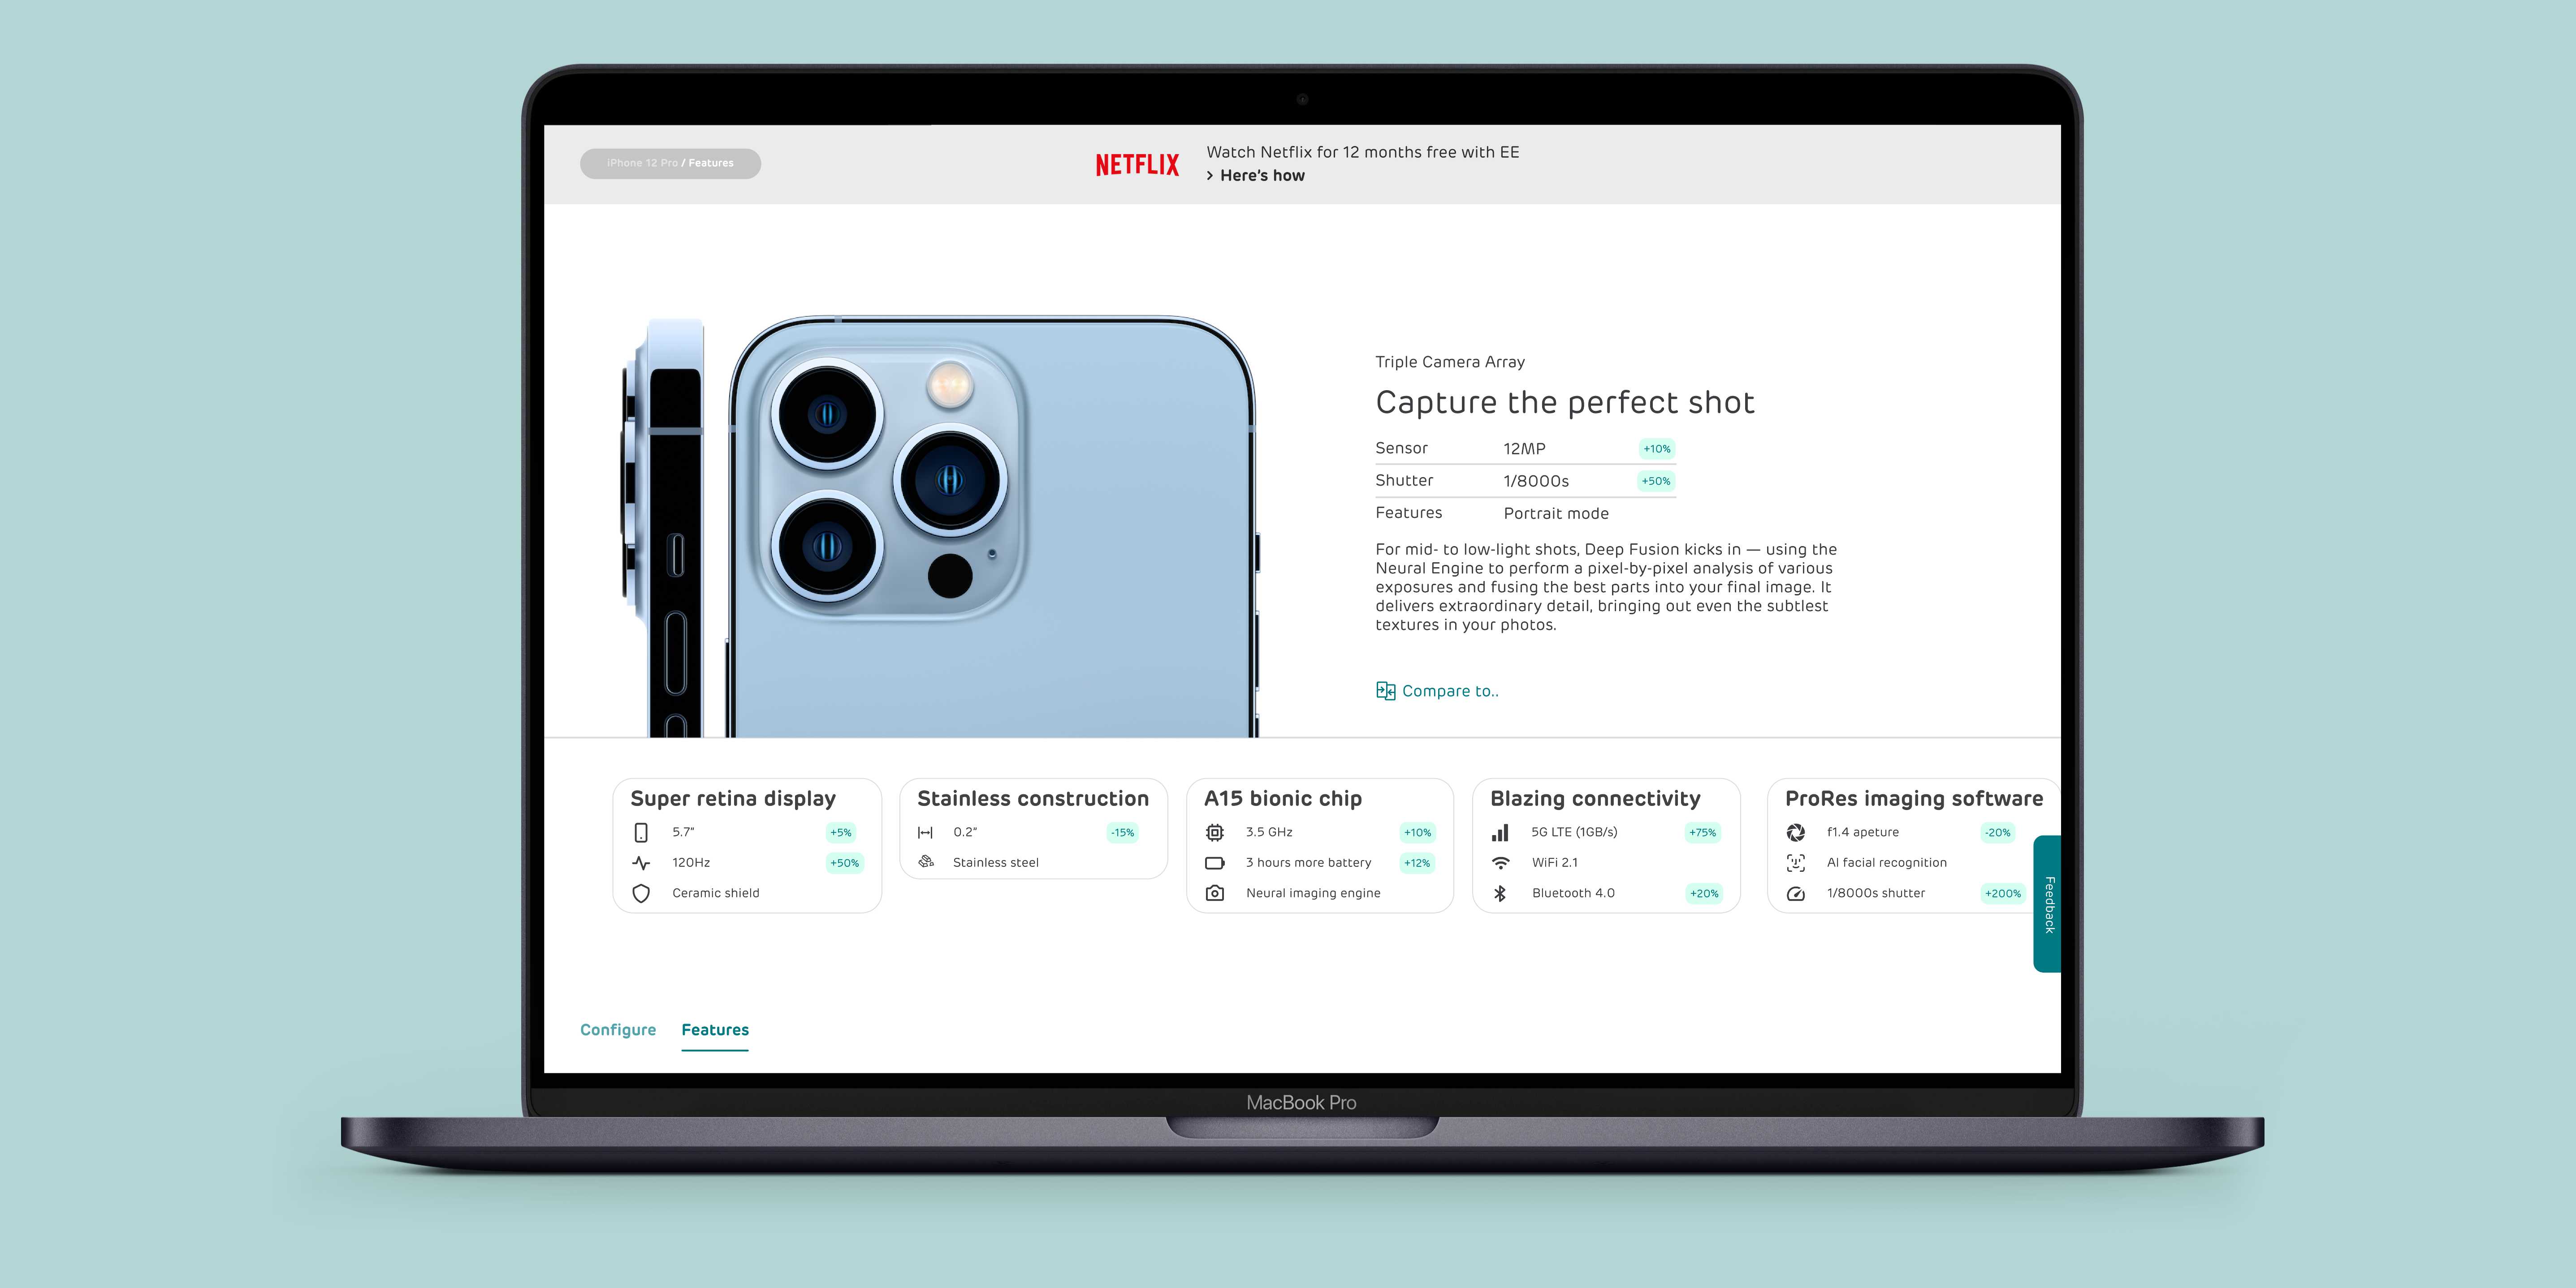 iPhone 12 Pro / Features
NETFLIX
Watch Netflix for 12 months free with EE
> Here's how
Triple Camera Array
Capture the perfect shot
Sensor 12MP +10%
Shutter 1/8000s +50%
Features Portrait mode
For mid- to low-light shots, Deep Fusion kicks in — using the
Neural Engine to perform a pixel-by-pixel analysis of various
exposures and fusing the best parts into your final image. It
delivers extraordinary detail, bringing out even the subtlest
textures in your photos.
Compare to..
Super retina display
5.7" +5%
120Hz +50%
Ceramic shield
Stainless construction
0.2" -15%
Stainless steel
A15 bionic chip
3.5 GHz +10%
3 hours more battery +12%
Neural imaging engine
Blazing connectivity
5G LTE (1GB/s) +75%
WiFi 2.1
Bluetooth 4.0 +20%
ProRes imaging software
f1.4 apeture -20%
AI facial recognition
1/8000s shutter +200%
Feedback
Configure Features
MacBook Pro